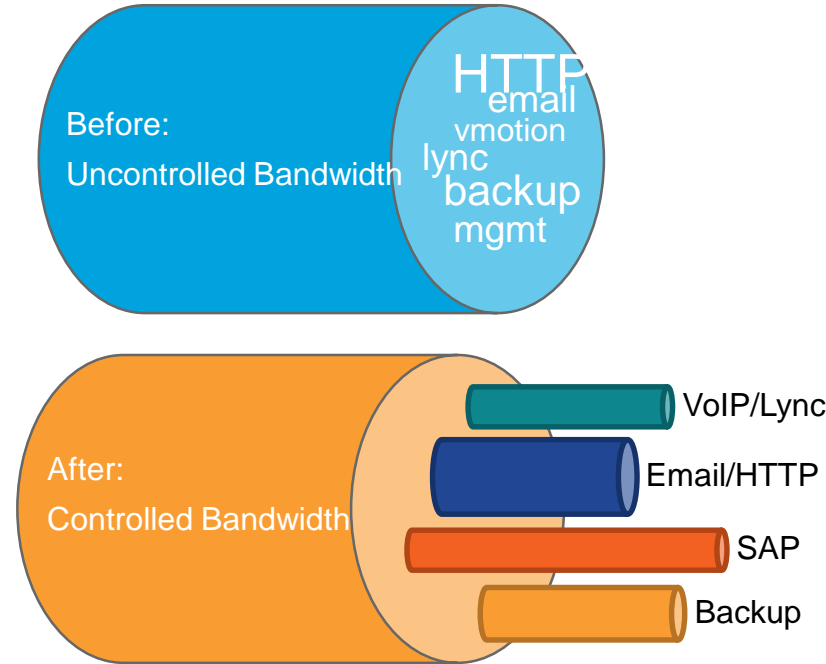 Before:
Uncontrolled Bandwidth
HTTP
email
vmotion
lync
backup
mgmt
After:
Controlled Bandwidth
VoIP/Lync
Email/HTTP
SAP
Backup